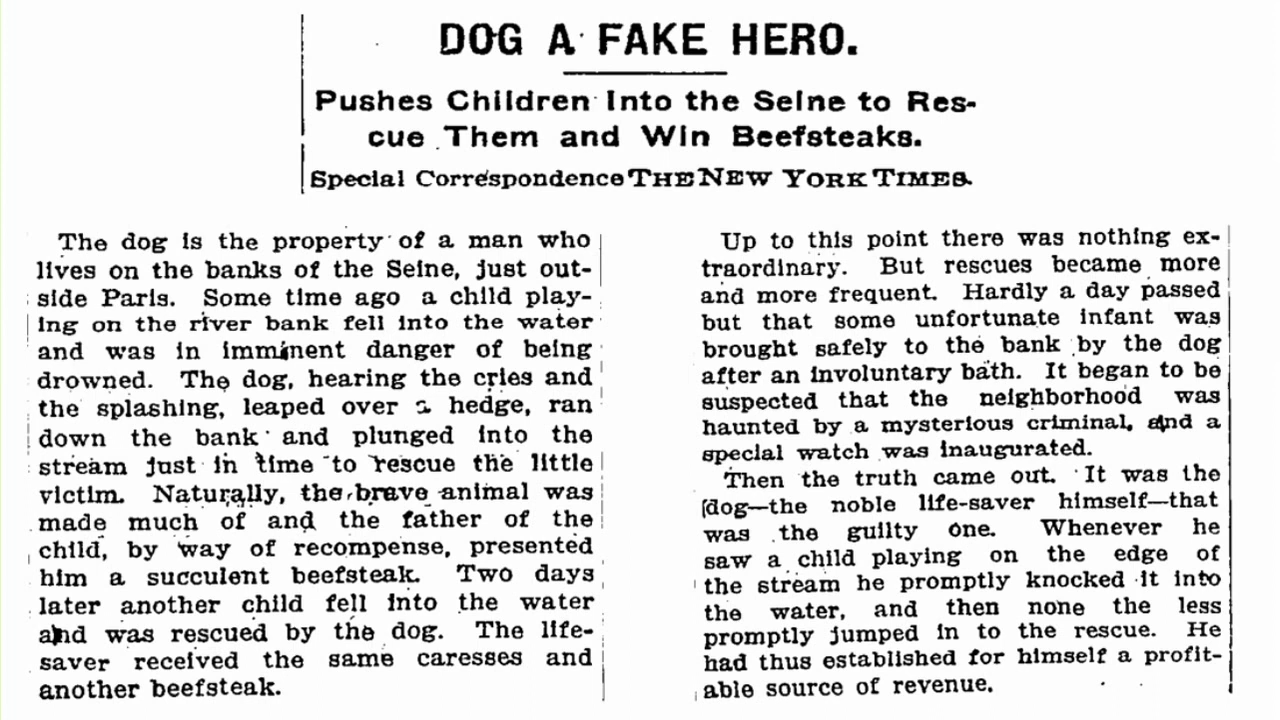 DOG A FAKE HERO.
Pushes Children Into the Seine to Res-
cue Them and Win Beefsteaks.
Special Correspondence THE NEW YORK TIMES.
The dog is the property of a man who
lives on the banks of the Seine, just out-
side Paris. Some time ago a child play-
ing on the river bank fell into the water
and was in imminent danger of being
drowned. The dog, hearing the cries and
the splashing, leaped over a hedge, ran
down the bank and plunged into the
stream just in time to rescue the little
victim. Naturally, the brave animal was
made much of and the father of the
child, by way of recompense, presented
him a succulent beefsteak. Two days
later another child fell into the water
and was rescued by the dog. The life-
saver received the same caresses and
another beefsteak.
Up to this point there was nothing ex-
traordinary. But rescues became more
and more frequent. Hardly a day passed
but that some unfortunate infant was
brought safely to the bank by the dog
after an involuntary bath. It began to be
suspected that the neighborhood was
haunted by a mysterious criminal, and a
special watch was inaugurated.
Then the truth came out. It was the
dog—the noble life-saver himself—that
was the guilty one. Whenever he
saw a child playing on the edge of
the stream he promptly knocked it into
the water, and then none the less
promptly jumped in to the rescue. He
had thus established for himself a profit-
able source of revenue.